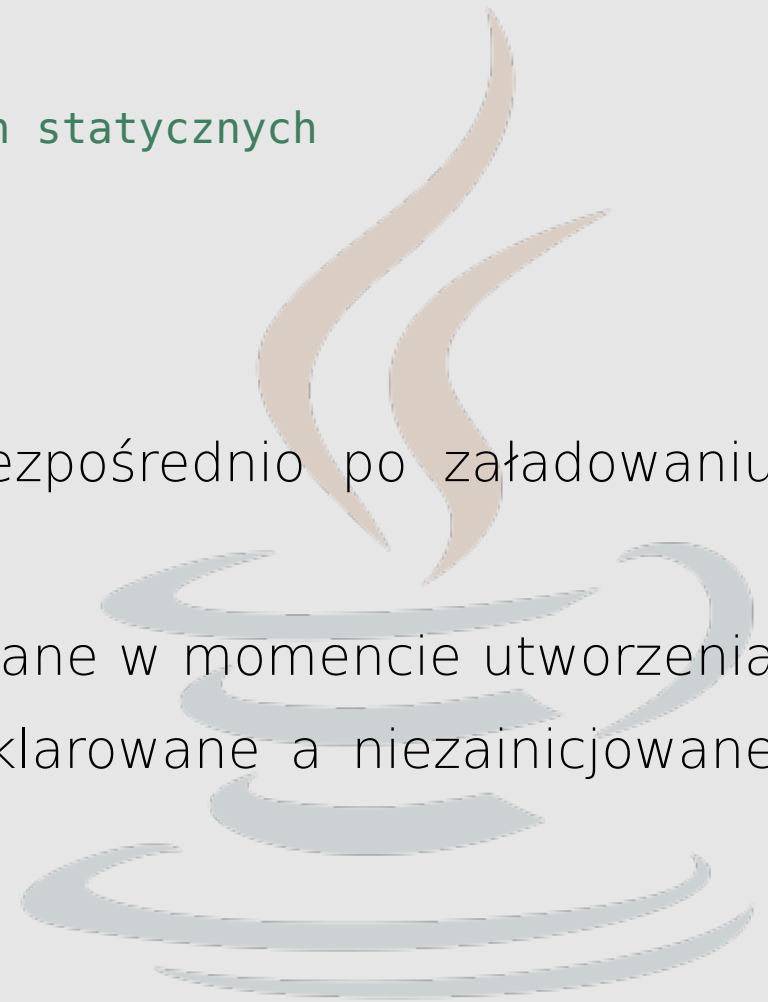 h statycznych
ezpośrednio po załadowaniu
ane w momencie utworzenia
klarowane a niezainicjowane